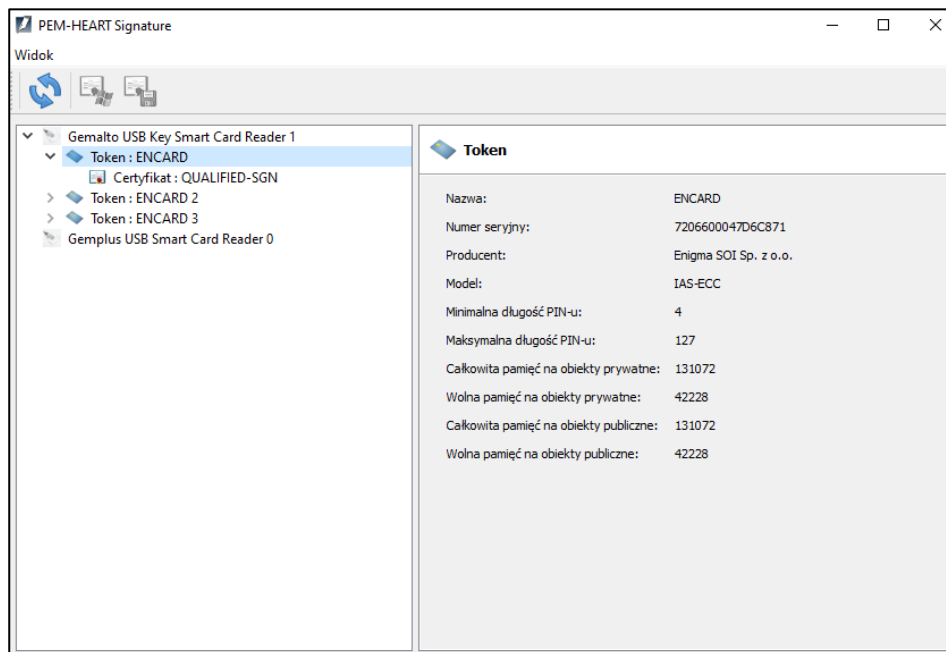 PEM-HEART Signature
Widok
Gemalto USB Key Smart Card Reader 1
Token : ENCARD
Certyfikat : QUALIFIED-SGN
Token : ENCARD 2
Token : ENCARD 3
Gemplus USB Smart Card Reader 0
Token
Nazwa: ENCARD
Numer seryjny: 7206600047D6C871
Producent: Enigma SOI Sp. z o.o.
Model: IAS-ECC
Minimalna długość PIN-u: 4
Maksymalna długość PIN-u: 127
Całkowita pamięć na obiekty prywatne: 131072
Wolna pamięć na obiekty prywatne: 42228
Całkowita pamięć na obiekty publiczne: 131072
Wolna pamięć na obiekty publiczne: 42228